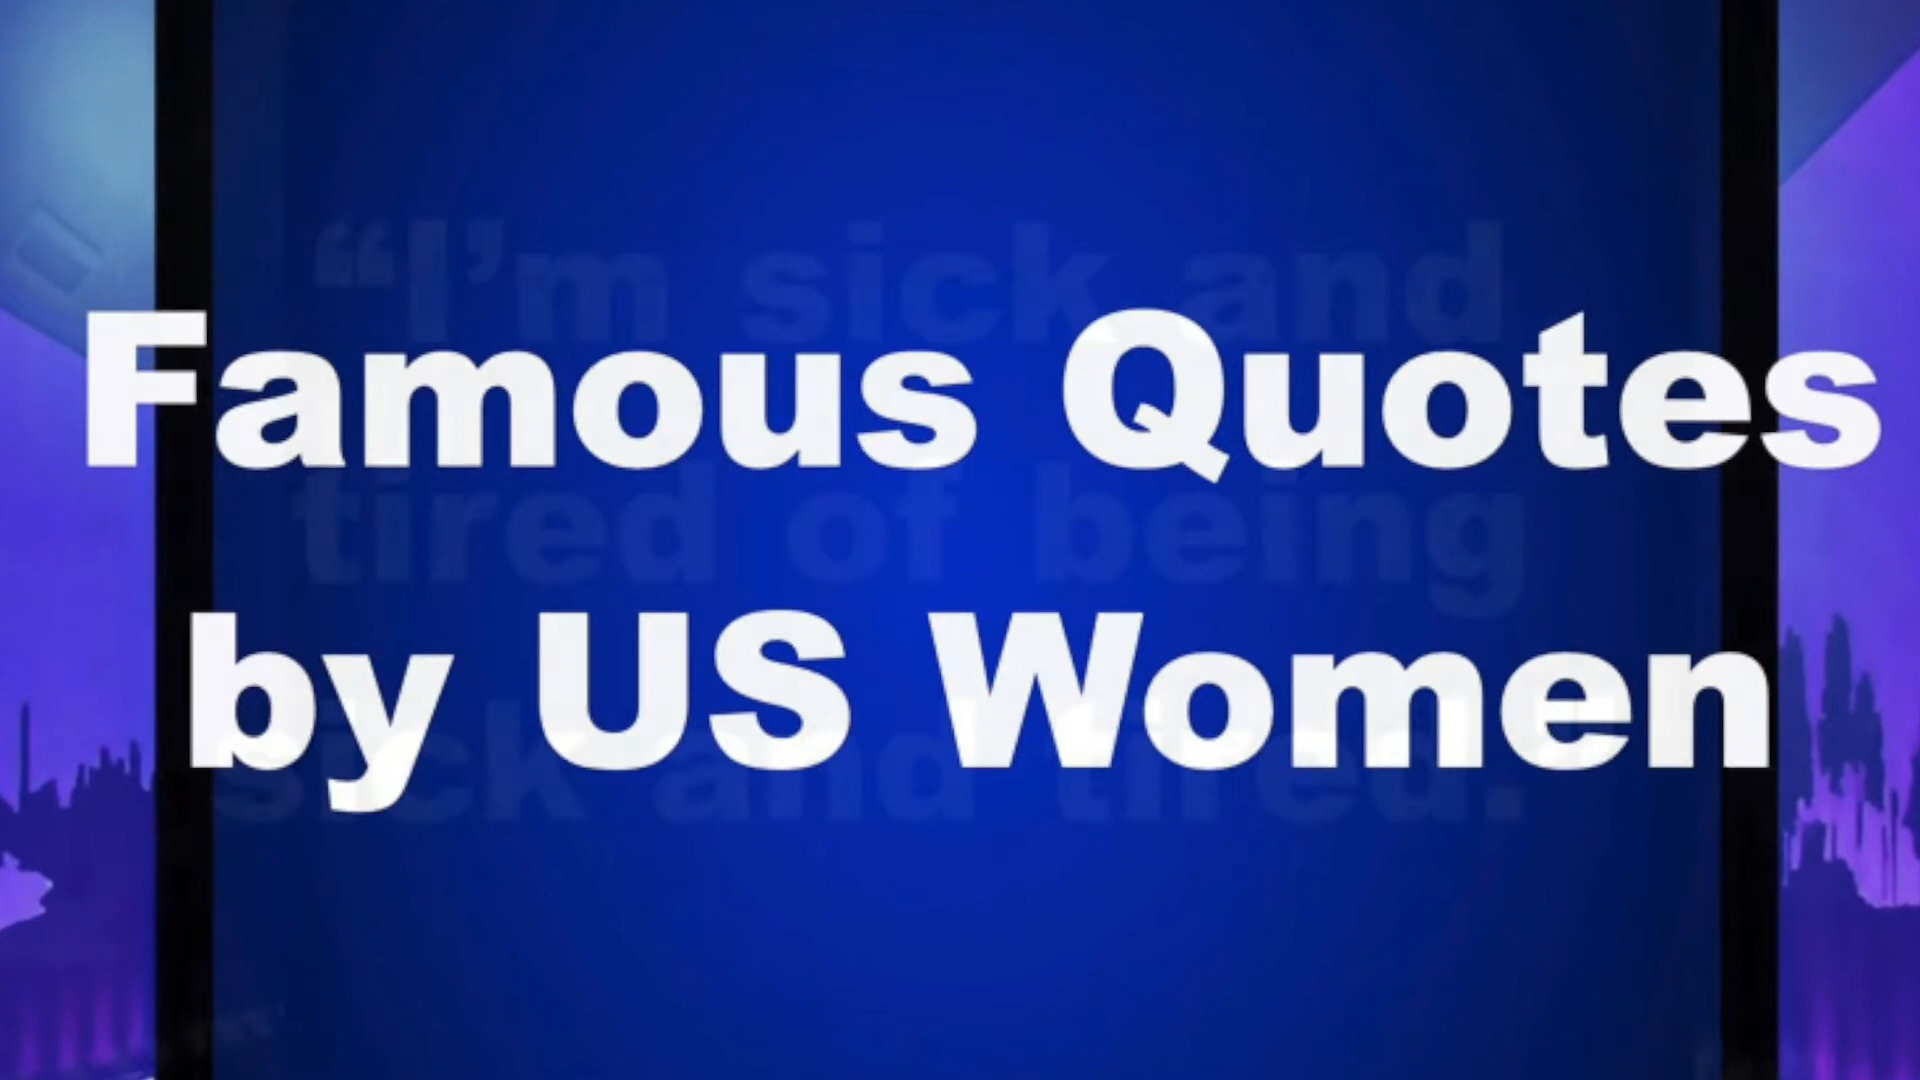 “I’m sick and
Famous Quotes
tired of being
by US Women
sick and tired.